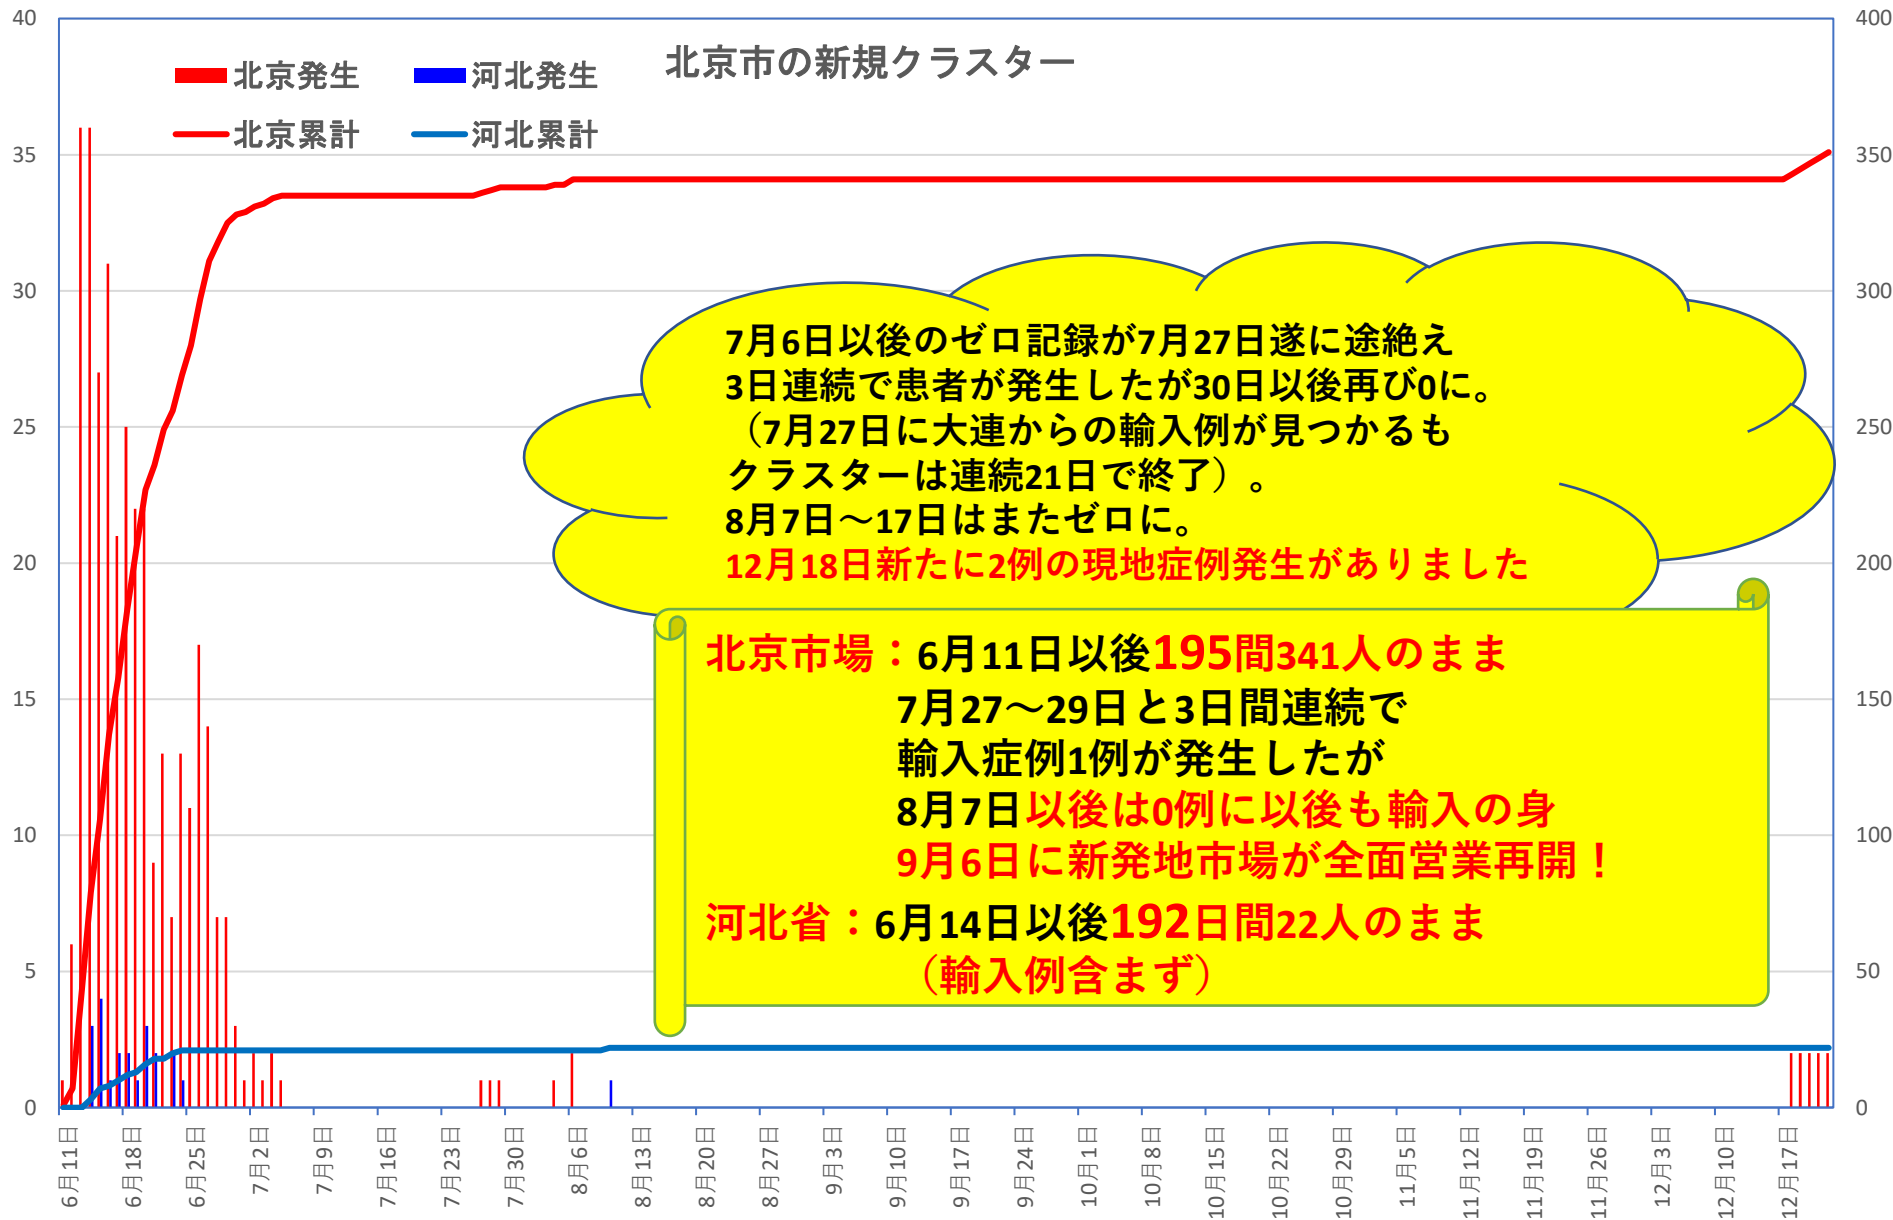 北京市の新規クラスター
北京発生
河北発生
北京累計
河北累計
40
35
30
25
20
15
10
5
0
400
350
300
250
200
150
100
50
0
7月6日以後のゼロ記録が7月27日遂に途絶え
3日連続で患者が発生したが30日以後再び0に。
（7月27日に大連からの輸入例が見つかるも
クラスターは連続21日で終了）。
8月7日～17日はまたゼロに。
12月18日新たに2例の現地症例発生がありました
北京市場：6月11日以後195間341人のまま
7月27～29日と3日間連続で
輸入症例1例が発生したが
8月7日以後は0例に以後も輸入の身
9月6日に新発地市場が全面営業再開！
河北省：6月14日以後192日間22人のまま
（輸入例含まず）
6月11日
6月18日
6月25日
7月2日
7月9日
7月16日
7月23日
7月30日
8月6日
8月13日
8月20日
8月27日
9月3日
9月10日
9月17日
9月24日
10月1日
10月8日
10月15日
10月22日
10月29日
11月5日
11月12日
11月19日
11月26日
12月3日
12月10日
12月17日